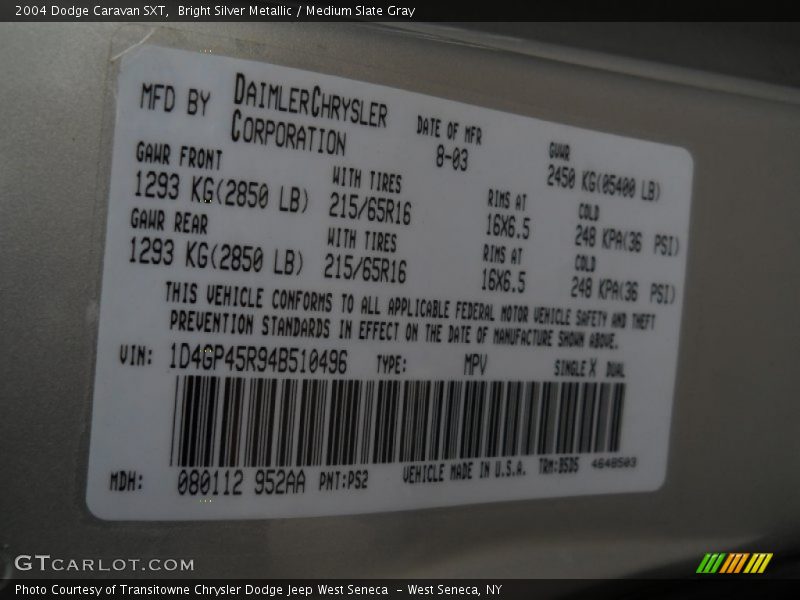 2004 Dodge Caravan SXT,  Bright Silver Metallic / Medium Slate Gray
MFD BY DAIMLERCHRYSLER CORPORATION
DATE OF MFR
8-03
GVWR
2450 KG(05400 LB)
GAWR FRONT
1293 KG(2850 LB)
WITH TIRES
215/65R16
RIMS AT
16X6.5
COLD
248 KPA(36 PSI)
GAWR REAR
1293 KG(2850 LB)
WITH TIRES
215/65R16
RIMS AT
16X6.5
COLD
248 KPA(36 PSI)
THIS VEHICLE CONFORMS TO ALL APPLICABLE FEDERAL MOTOR VEHICLE SAFETY AND THEFT
PREVENTION STANDARDS IN EFFECT ON THE DATE OF MANUFACTURE SHOWN ABOVE.
VIN: 1D4GP45R94B510496 TYPE: MPV SINGLE X DUAL
MDH: 080112 952AA PNT:PS2 VEHICLE MADE IN U.S.A. TRM:BSDS 4648503
GTCARLOT.COM
Photo Courtesy of Transitowne Chrysler Dodge Jeep West Seneca  - West Seneca, NY